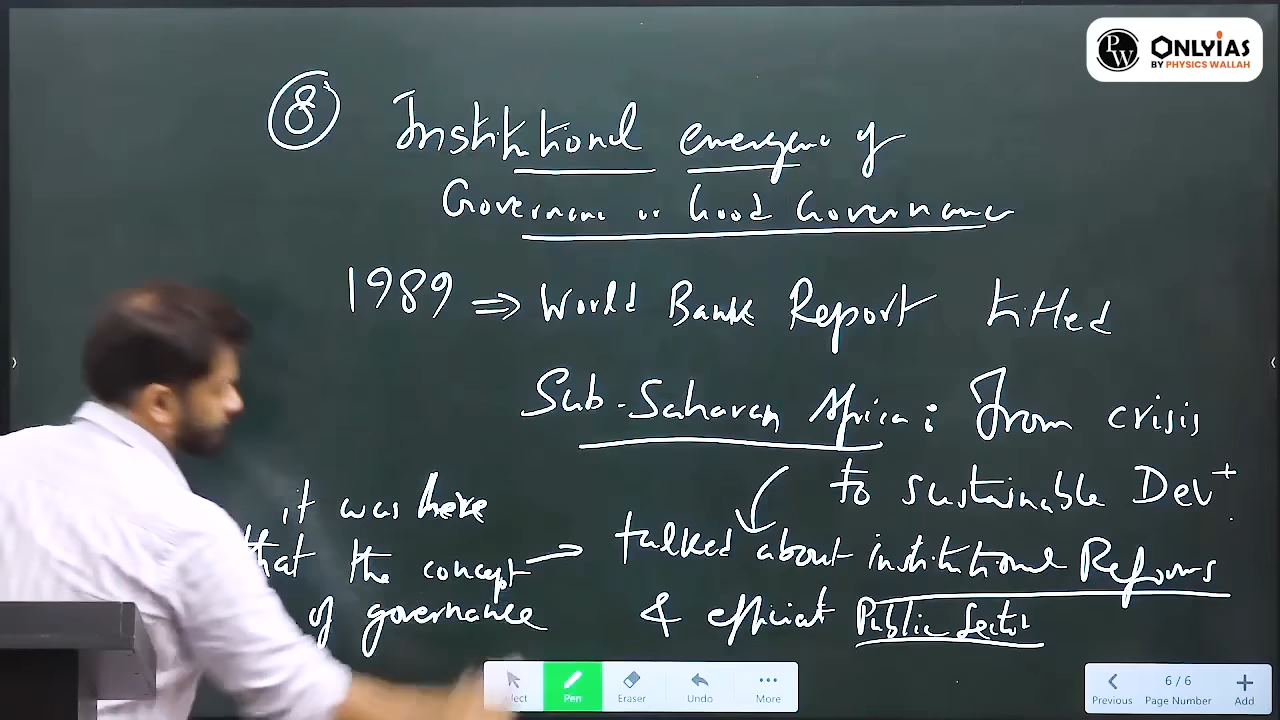 PW ONLYIAS
BY PHYSICS WALLAH
8 Institutional emergence of
Governance or Good Governance
1989 ⇒ World Bank Report titled
Sub-Saharan Africa: From crisis
to sustainable Dev+
talked about institutional Reforms
& efficient Public Sector
it was here
that the concept
of governance
Pen
Eraser
Undo
More
Previous
6 / 6
Page Number
Add